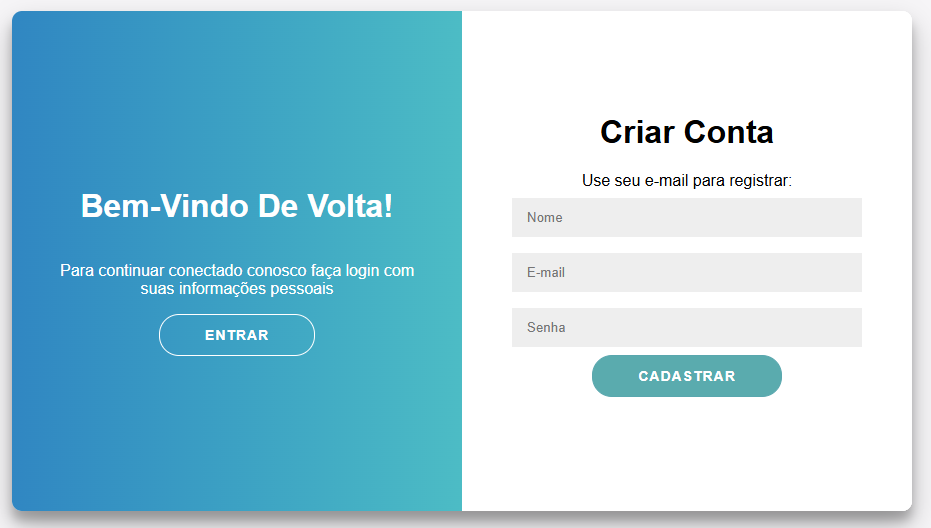 Bem-Vindo De Volta!
Para continuar conectado conosco faça login com
suas informações pessoais
ENTRAR
Criar Conta
Use seu e-mail para registrar:
Nome
E-mail
Senha
CADASTRAR